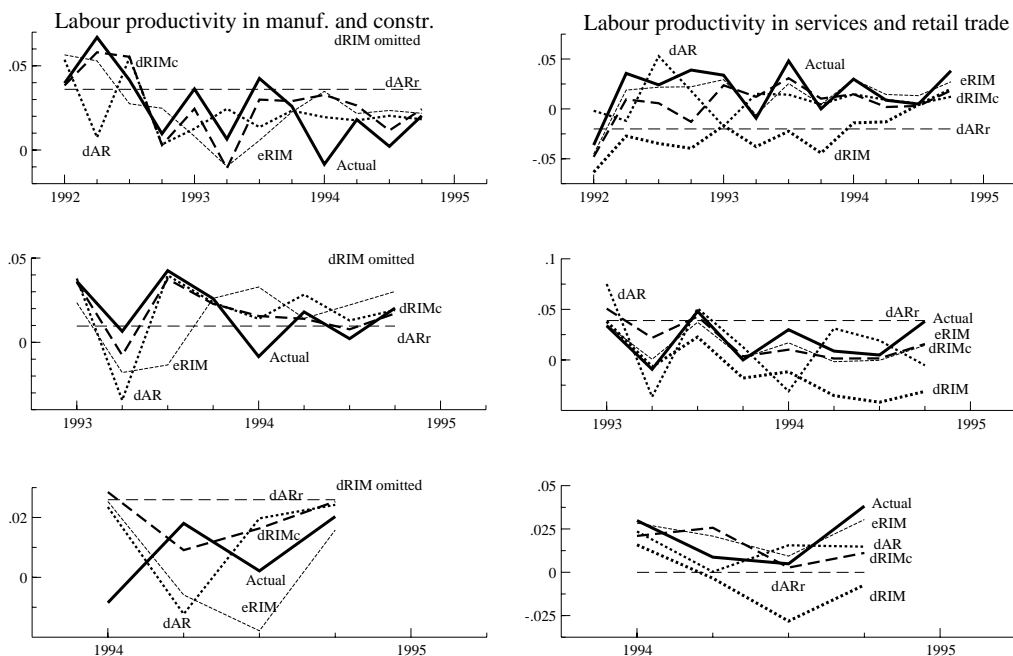 Labour productivity in manuf. and constr.
dRIM omitted
dRIMc
.05
dARr
0
dAR
eRIM
Actual
1992 1993 1994 1995
Labour productivity in services and retail trade
dAR
.05
Actual
eRIM
dRIMc
0
dARr
dRIM
-.05
1992 1993 1994 1995
.05
dRIM omitted
dRIMc
dARr
0
eRIM
Actual
dAR
1993 1994 1995
.1
dAR
.05
dARr
Actual
eRIM
dRIMc
0
dRIM
1993 1994 1995
dRIM omitted
dARr
.02
dRIMc
Actual
0
eRIM
dAR
1994 1995
.05
Actual
eRIM
.025
dAR
dRIMc
0
dARr
dRIM
-.025
1994 1995